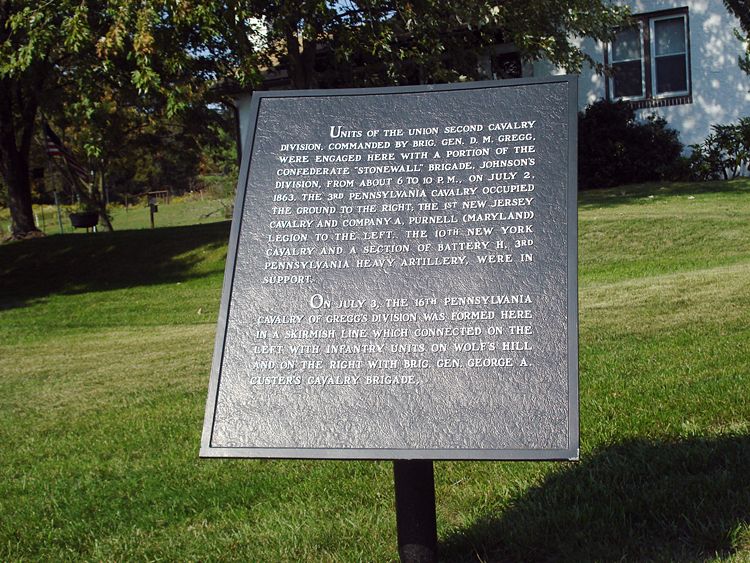 UNITS OF THE UNION SECOND CAVALRY
DIVISION, COMMANDED BY BRIG. GEN. D. M. GREGG,
WERE ENGAGED HERE WITH A PORTION OF THE
CONFEDERATE "STONEWALL" BRIGADE, JOHNSON'S
DIVISION, FROM ABOUT 6 TO 10 P.M., ON JULY 2,
1863. THE 3RD PENNSYLVANIA CAVALRY OCCUPIED
THE GROUND TO THE RIGHT; THE 1ST NEW JERSEY
CAVALRY AND COMPANY A, PURNELL (MARYLAND)
LEGION TO THE LEFT. THE 10TH NEW YORK
CAVALRY AND A SECTION OF BATTERY H, 3RD
PENNSYLVANIA HEAVY ARTILLERY, WERE IN
SUPPORT.
ON JULY 3, THE 16TH PENNSYLVANIA
CAVALRY OF GREGG'S DIVISION WAS FORMED HERE
IN A SKIRMISH LINE WHICH CONNECTED ON THE
LEFT WITH INFANTRY UNITS ON WOLF'S HILL
AND ON THE RIGHT WITH BRIG. GEN. GEORGE A.
CUSTER'S CAVALRY BRIGADE.